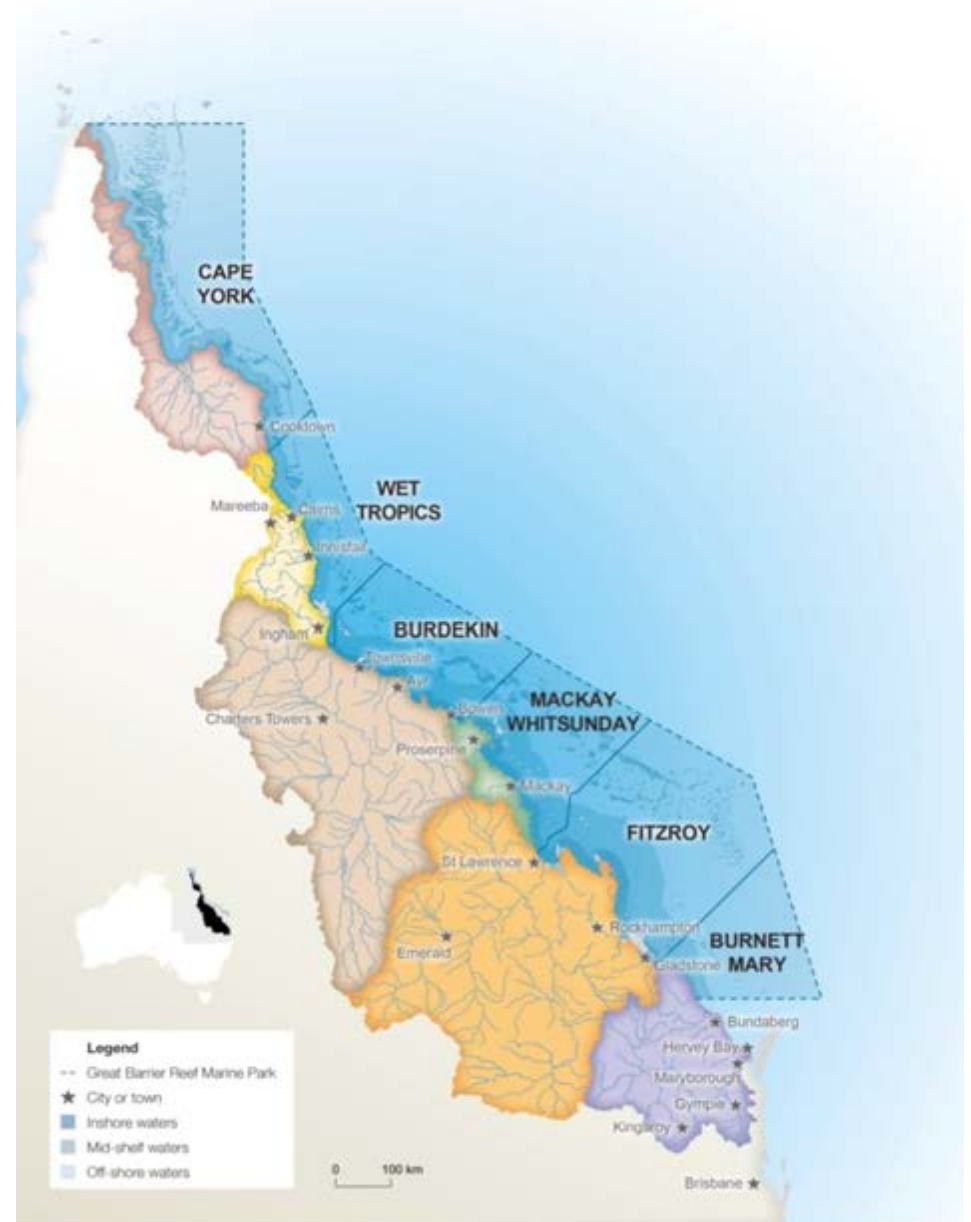 CAPE
YORK
Cooktown
WET
TROPICS
Mareeba
Cairns
Innisfail
BURDEKIN
Ingham
Townsville
Ayr
MACKAY
WHITSUNDAY
Bowen
Charters Towers
Proserpine
Mackay
FITZROY
St Lawrence
Rockhampton
Emerald
BURNETT
MARY
Gladstone
Bundaberg
Hervey Bay
Maryborough
Gympie
Kingaroy
Brisbane
Legend
Great Barrier Reef Marine Park
City or town
Inshore waters
Mid-shelf waters
Off-shore waters
0 100 km